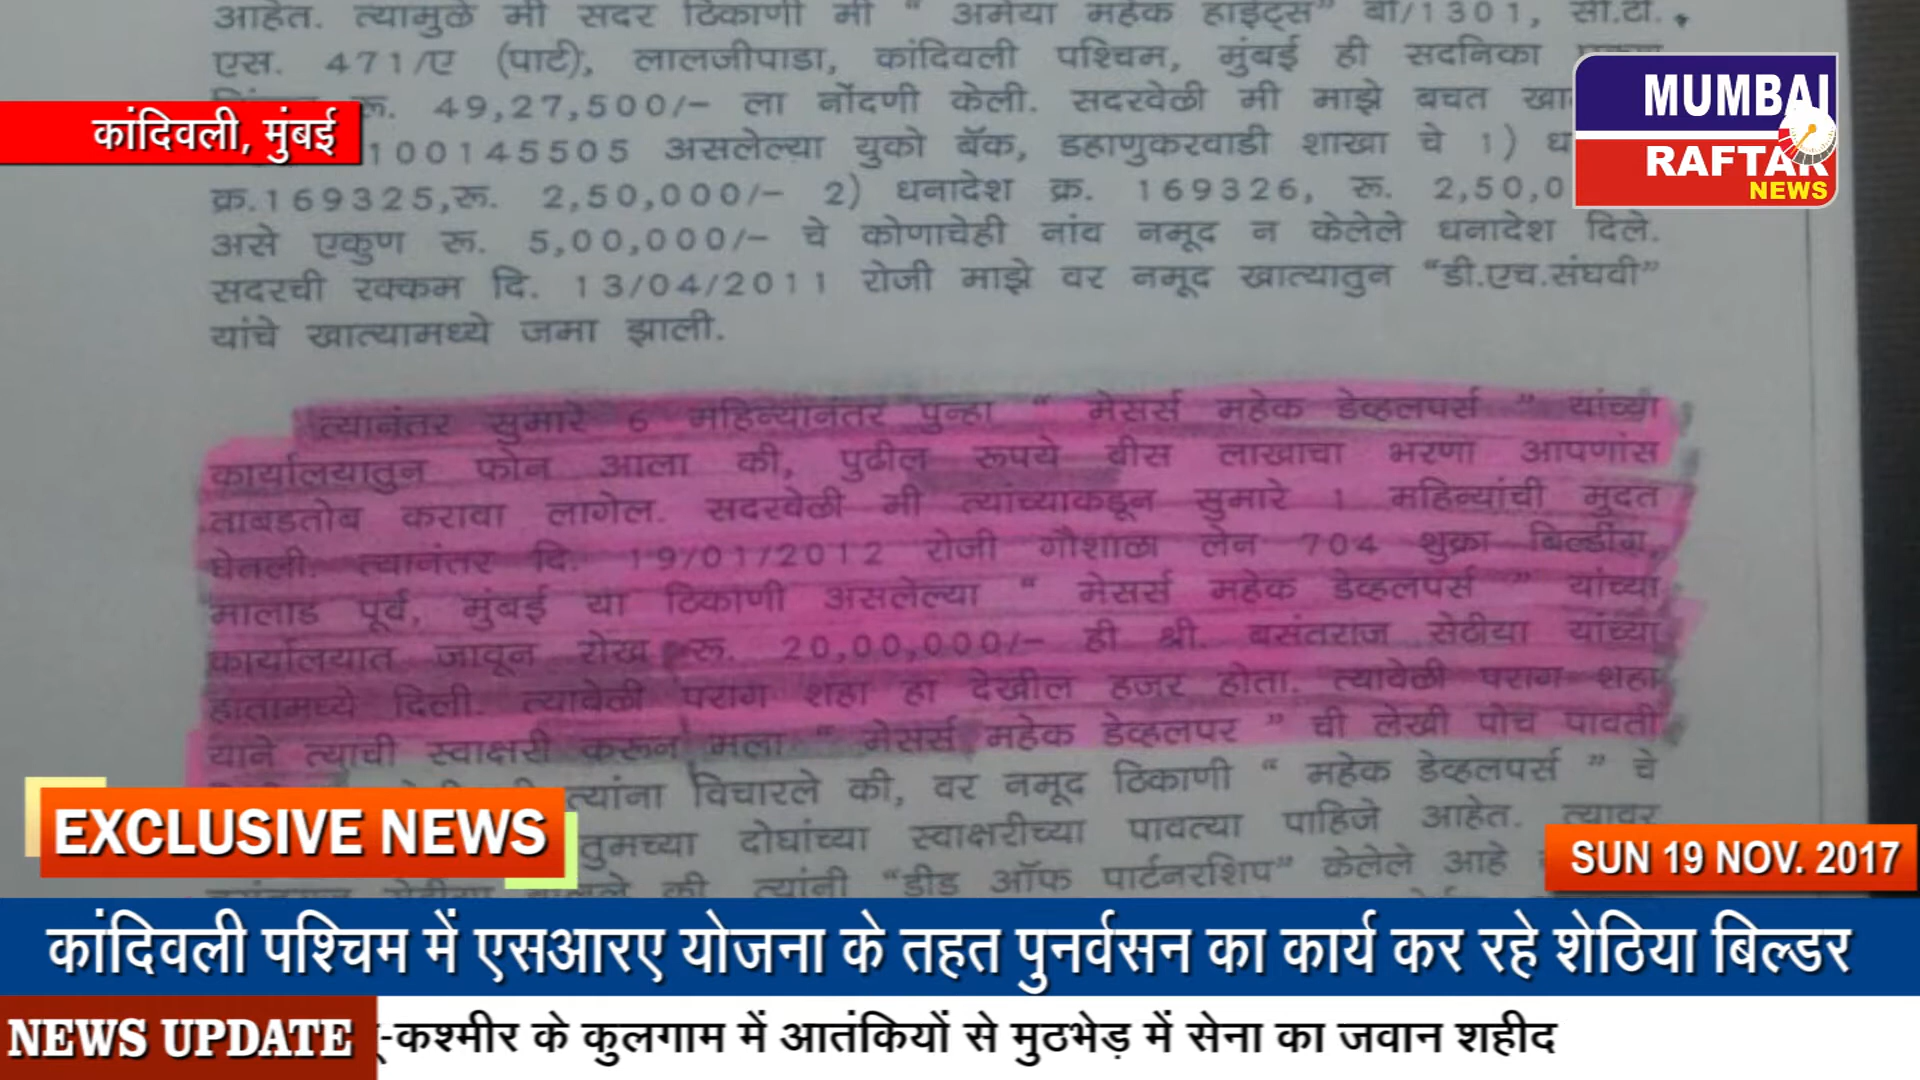 आहेत. त्यामुळे मी सदर ठिकाणी मी “ अमेया महेक हाईट्स” बी/1301, सी.टी.
एस. 471/ए (पार्ट), लालजीपाडा, कांदिवली पश्चिम, मुंबई ही सदनिका
रू. 49,27,500/- ला नोंदणी केली. सदरवेळी मी माझे बचत
100145505 असलेल्या युको बॅक, डहाणुकरवाडी शाखा चे 1)
क्र.169325,रू. 2,50,000/- 2) धनादेश क्र. 169326, रू. 2,50,0
असे एकुण रू. 5,00,000/- चे कोणाचेही नांव नमूद न केलेले धनादेश दिले.
सदरची रक्कम दि. 13/04/2011 रोजी माझे वर नमूद खात्यातुन “डी.एच.संघवी”
यांचे खात्यामध्ये जमा झाली.
त्यानंतर सुमारे 6 महिन्यानंतर पुन्हा “ मेसर्स महेक डेव्हलपर्स ” यांच्या
कार्यालयातुन फोन आला की, पुढील रूपये वीस लाखाचा भरणा आपणांस
ताबडतोब करावा लागेल. सदरवेळी मी त्यांच्याकडून सुमारे 1 महिन्यांची मुदत
घेतली. त्यानंतर दि. 19/01/2012 रोजी गौशाळा लेन 704 शुक्रा बिल्डींग,
मालाड पूर्व, मुंबई या ठिकाणी असलेल्या “ मेसर्स महेक डेव्हलपर्स ” यांच्या
कार्यालयात जावून रोख रू. 20,00,000/- ही श्री. बसंतराज सेठीया यांच्या
हातामध्ये दिली. त्यावेळी पराग शहा हा देखील हजर होता. त्यावेळी पराग शहा
याने त्याची स्वाक्षरी करून मला “ मेसर्स महेक डेव्हलपर ” ची लेखी पोच पावती
त्यांना विचारले की, वर नमूद ठिकाणी “ महेक डेव्हलपर्स ” चे
तुमच्या दोघांच्या स्वाक्षरीच्या पावत्या पाहिजे आहेत. त्यावर
की त्यांनी “डीड ऑफ पार्टनरशिप” केलेले आहे
कांदिवली, मुंबई
MUMBAI
RAFTAR
NEWS
EXCLUSIVE NEWS
SUN 19 NOV. 2017
कांदिवली पश्चिम में एसआरए योजना के तहत पुनर्वसन का कार्य कर रहे शेठिया बिल्डर
NEWS UPDATE
-कश्मीर के कुलगाम में आतंकियों से मुठभेड़ में सेना का जवान शहीद